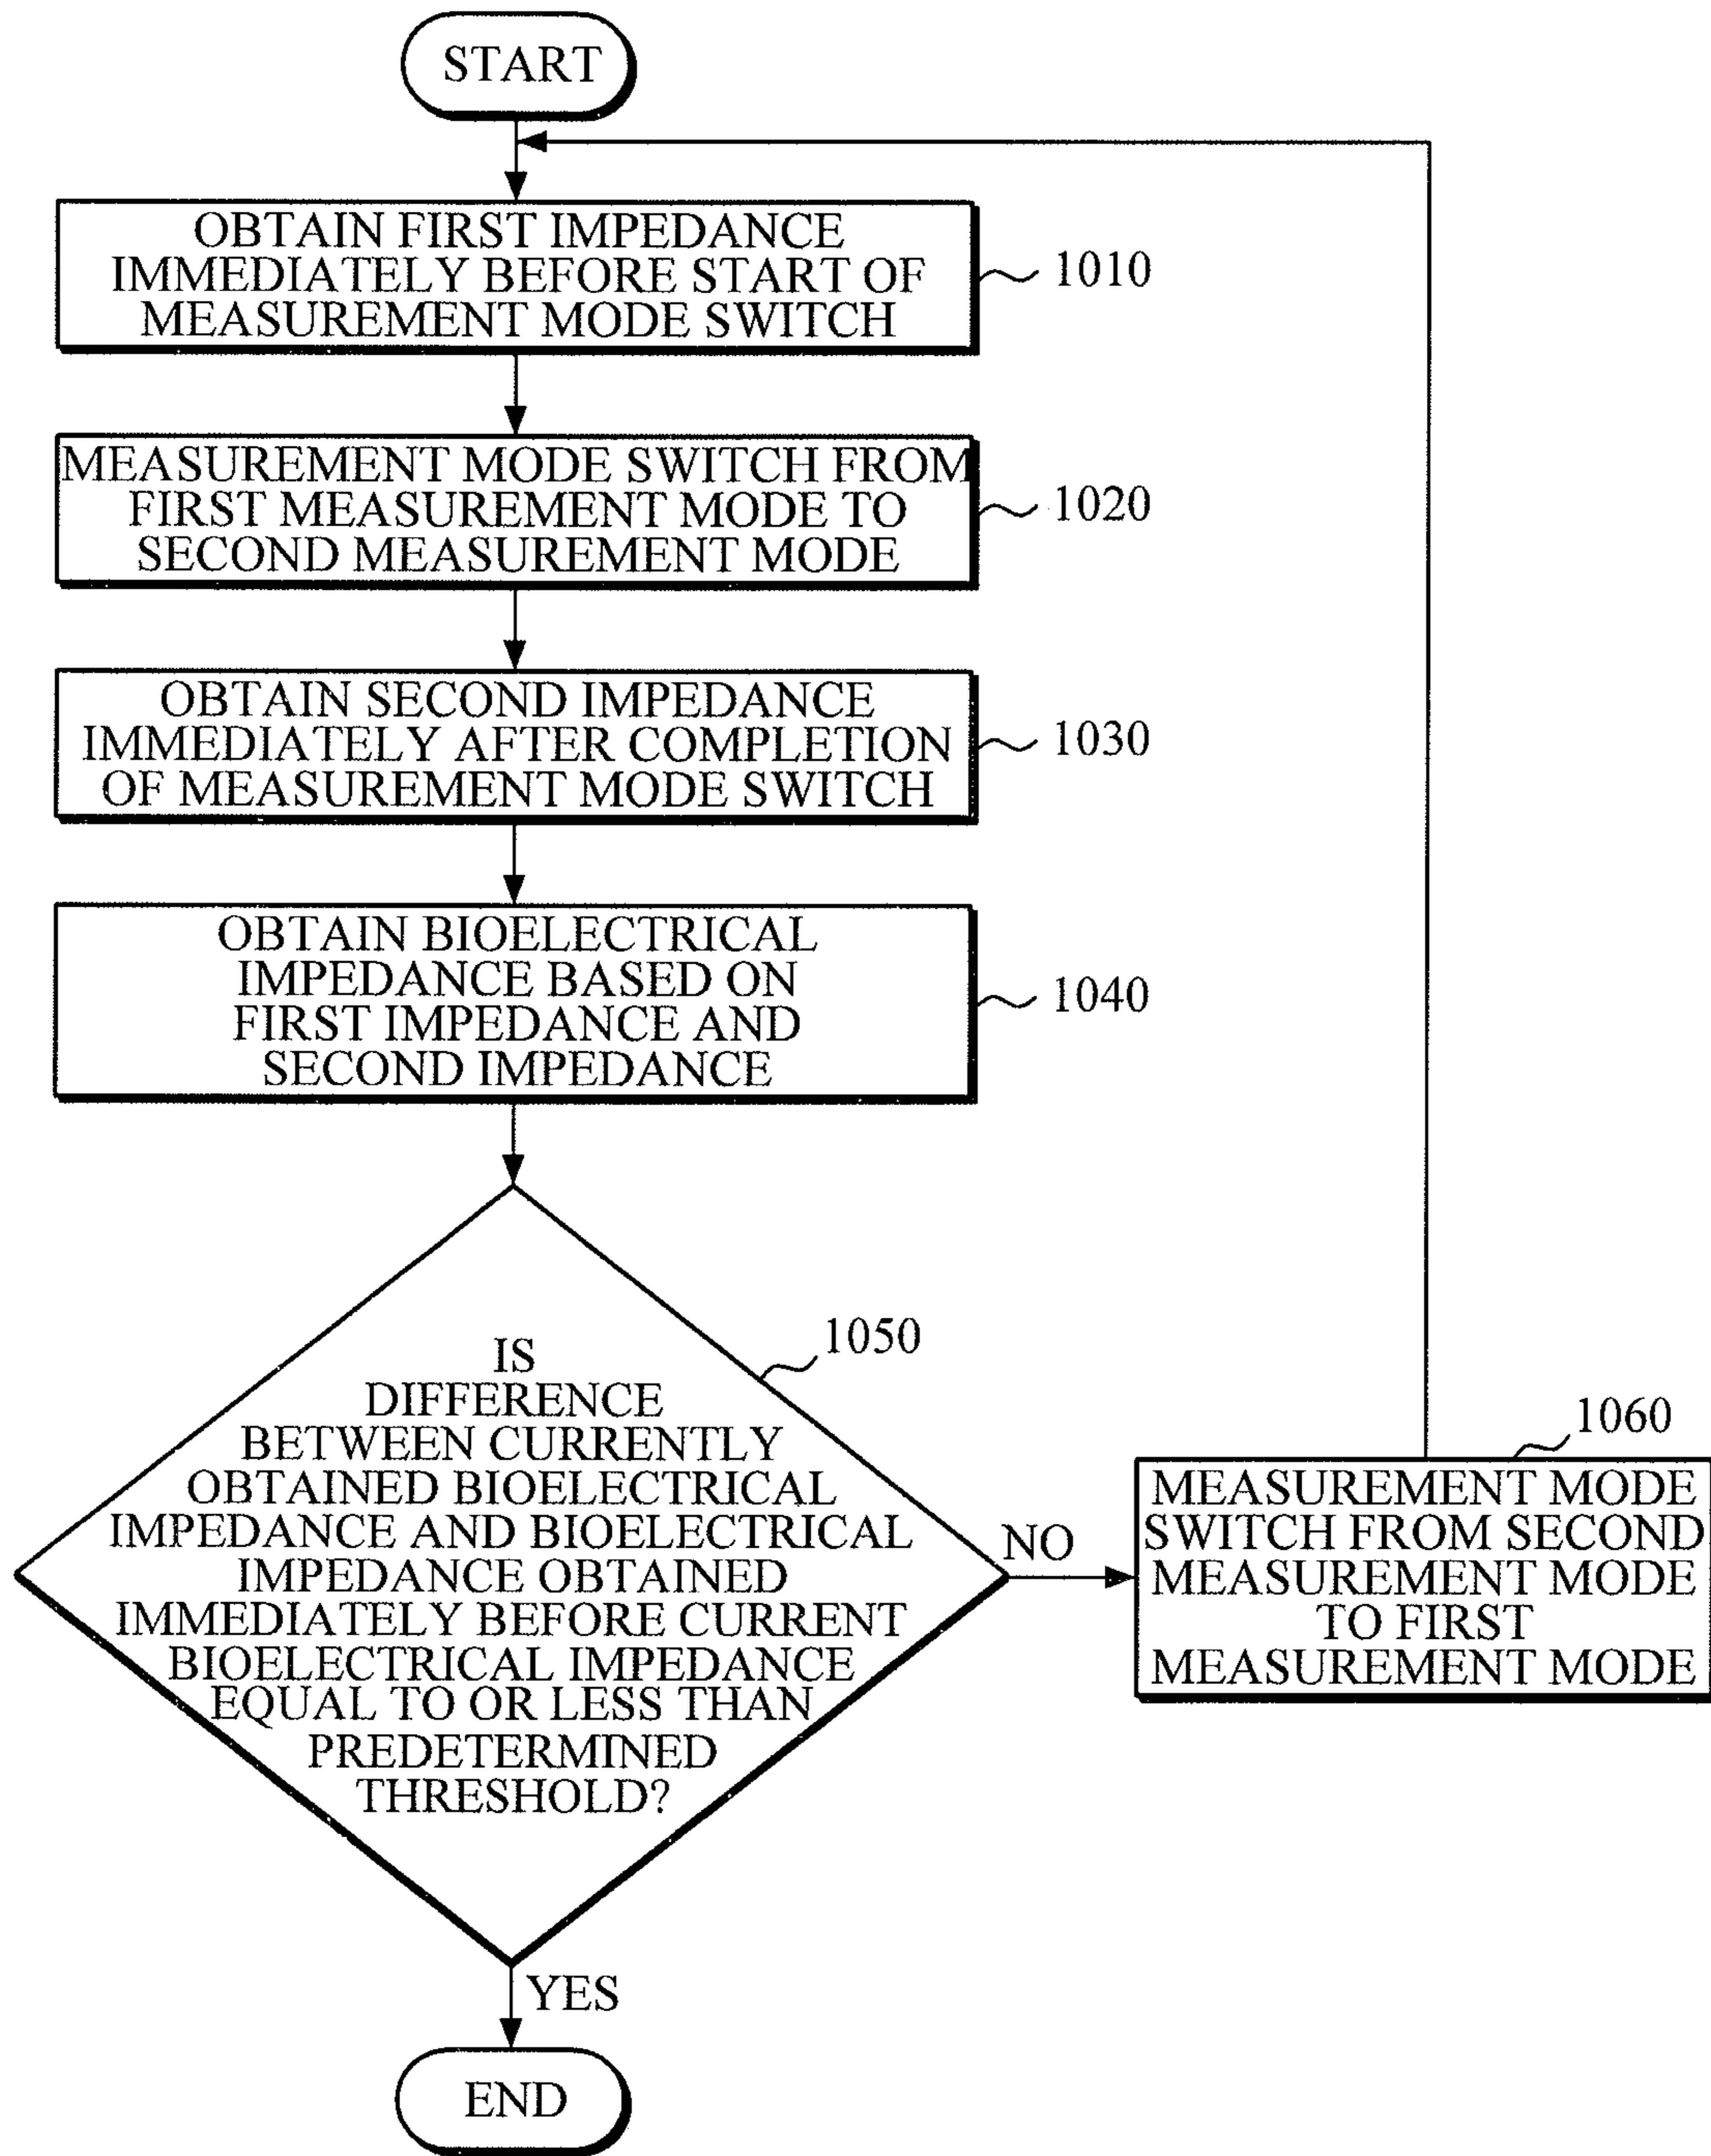 START
OBTAIN FIRST IMPEDANCE
IMMEDIATELY BEFORE START OF
MEASUREMENT MODE SWITCH
1010
MEASUREMENT MODE SWITCH FROM
FIRST MEASUREMENT MODE TO
SECOND MEASUREMENT MODE
1020
OBTAIN SECOND IMPEDANCE
IMMEDIATELY AFTER COMPLETION
OF MEASUREMENT MODE SWITCH
1030
OBTAIN BIOELECTRICAL
IMPEDANCE BASED ON
FIRST IMPEDANCE AND
SECOND IMPEDANCE
1040
IS
DIFFERENCE
BETWEEN CURRENTLY
OBTAINED BIOELECTRICAL
IMPEDANCE AND BIOELECTRICAL
IMPEDANCE OBTAINED
IMMEDIATELY BEFORE CURRENT
BIOELECTRICAL IMPEDANCE
EQUAL TO OR LESS THAN
PREDETERMINED
THRESHOLD?
1050
NO
1060
MEASUREMENT MODE
SWITCH FROM SECOND
MEASUREMENT MODE
TO FIRST
MEASUREMENT MODE
YES
END